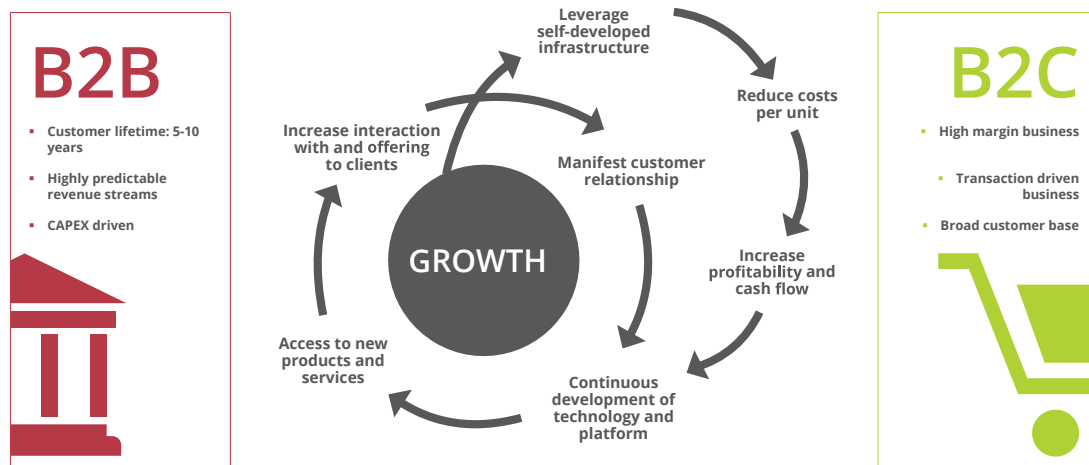 B2B
Customer lifetime: 5-10
years
Highly predictable
revenue streams
CAPEX driven
Leverage
self-developed
infrastructure
Reduce costs
per unit
Increase interaction
with and offering
to clients
Manifest customer
relationship
GROWTH
Increase
profitability and
cash flow
Access to new
products and
services
Continuous
development of
technology and
platform
B2C
High margin business
Transaction driven
business
Broad customer base